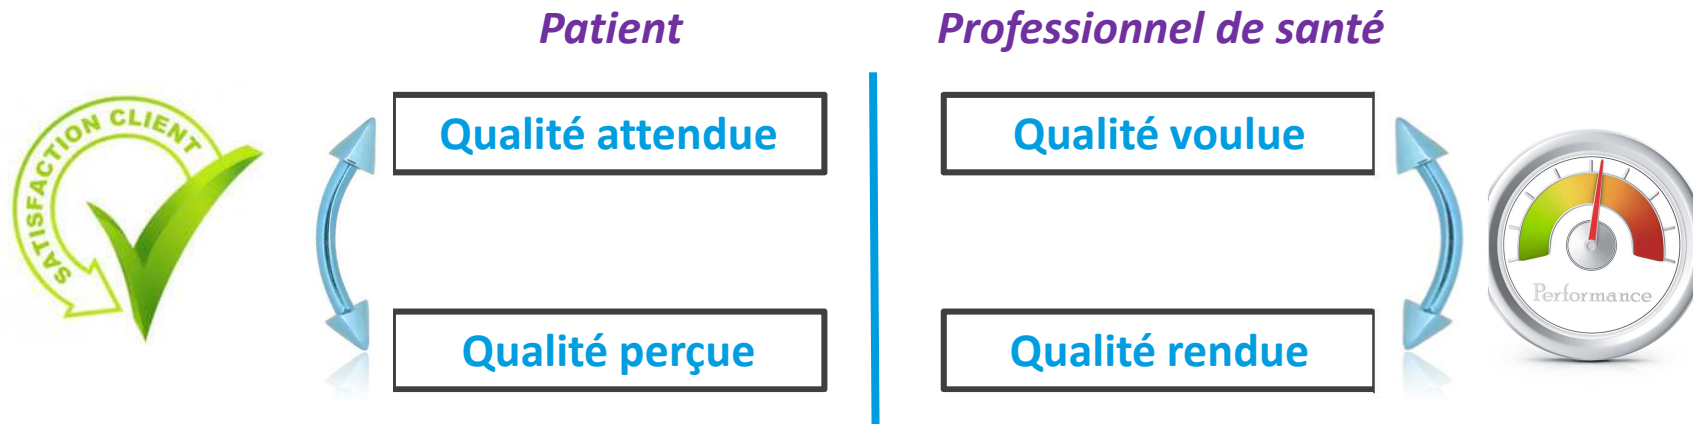 Patient
Professionnel de santé
SATISFACTION CLIENT
Qualité attendue
Qualité voulue
Performance
Qualité perçue
Qualité rendue